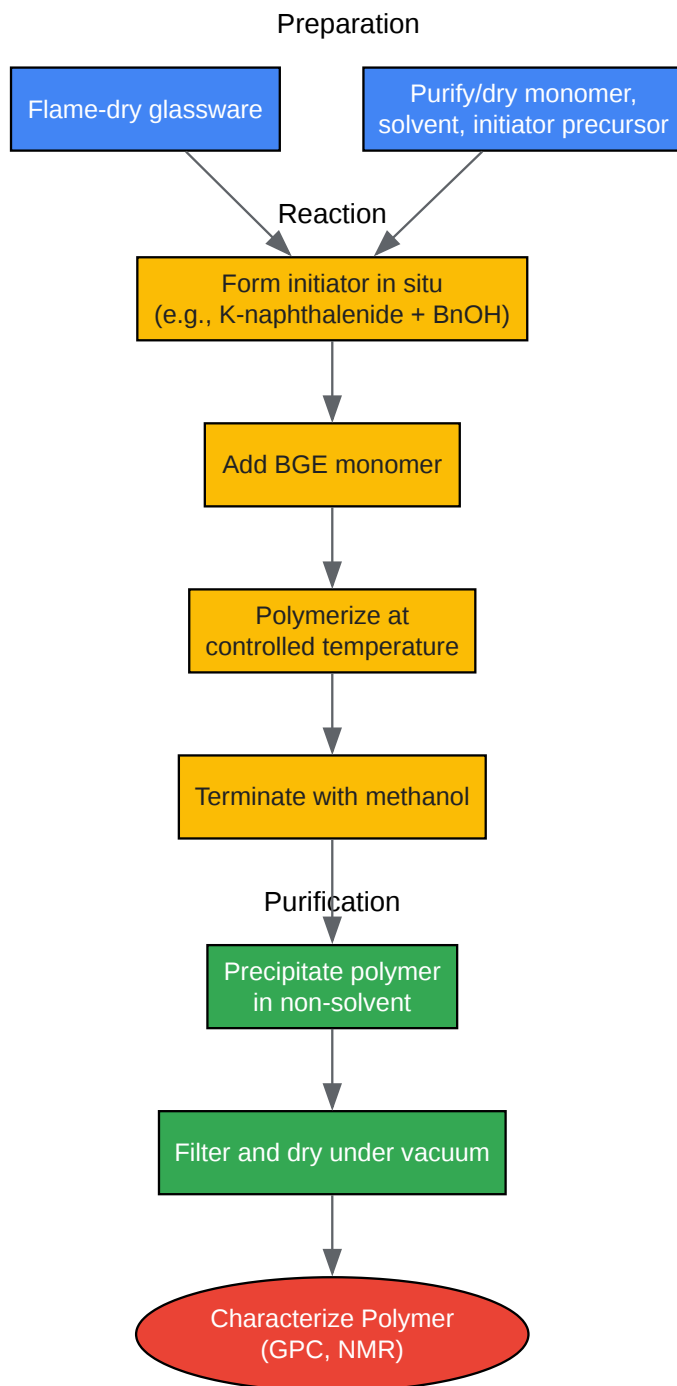 Preparation
Flame-dry glassware
Purify/dry monomer,
solvent, initiator precursor
Reaction
Form initiator in situ
(e.g., K-naphthalenide + BnOH)
Add BGE monomer
Polymerize at
controlled temperature
Terminate with methanol
Purification
Precipitate polymer
in non-solvent
Filter and dry under vacuum
Characterize Polymer
(GPC, NMR)